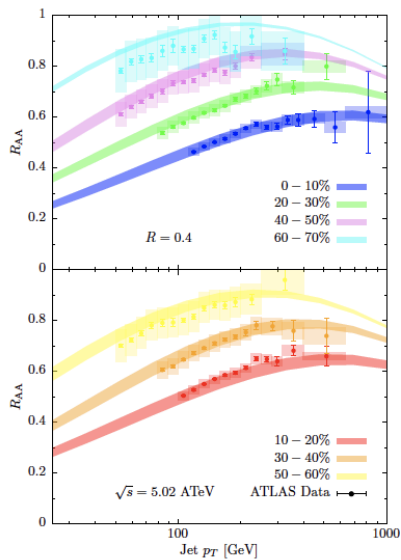 1
0.8
0.6
0.4
0.2
0
R_AA
0 − 10%
20 − 30%
40 − 50%
60 − 70%
R = 0.4
1
0.8
0.6
0.4
0.2
0
R_AA
10 − 20%
30 − 40%
50 − 60%
√s = 5.02 ATeV
ATLAS Data
100
1000
Jet p_T [GeV]